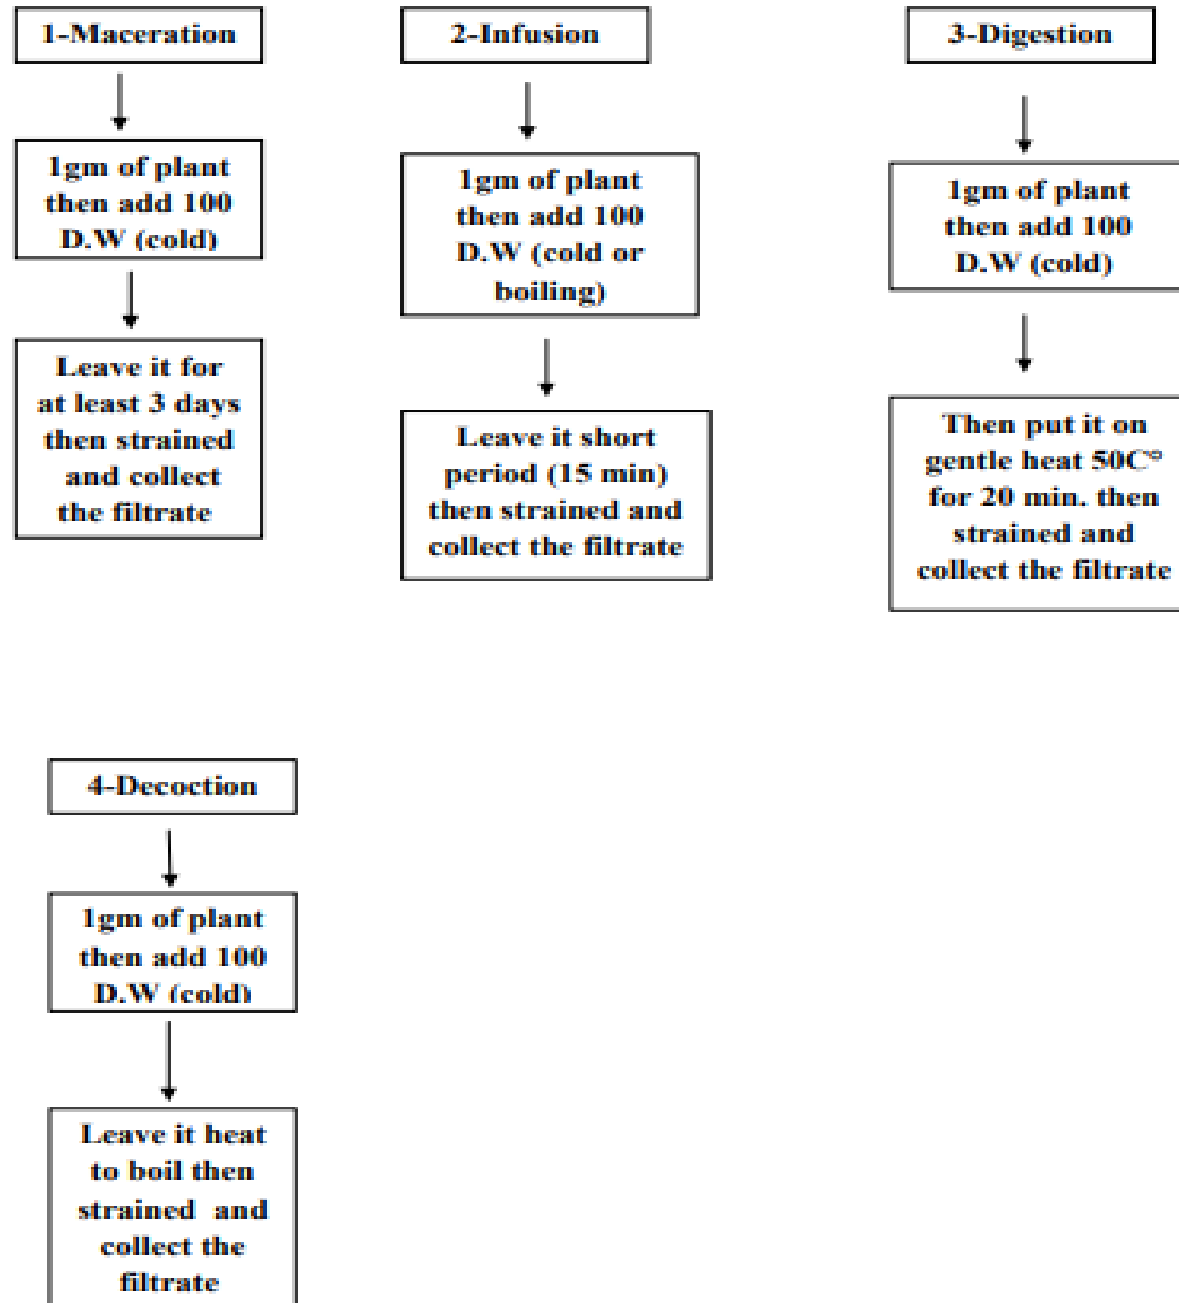 1-Maceration
1gm of plant
then add 100
D.W (cold)
Leave it for
at least 3 days
then strained
and collect
the filtrate
2-Infusion
1gm of plant
then add 100
D.W (cold or
boiling)
Leave it short
period (15 min)
then strained and
collect the filtrate
3-Digestion
1gm of plant
then add 100
D.W (cold)
Then put it on
gentle heat 50C°
for 20 min. then
strained and
collect the filtrate
4-Decoction
1gm of plant
then add 100
D.W (cold)
Leave it heat
to boil then
strained and
collect the
filtrate